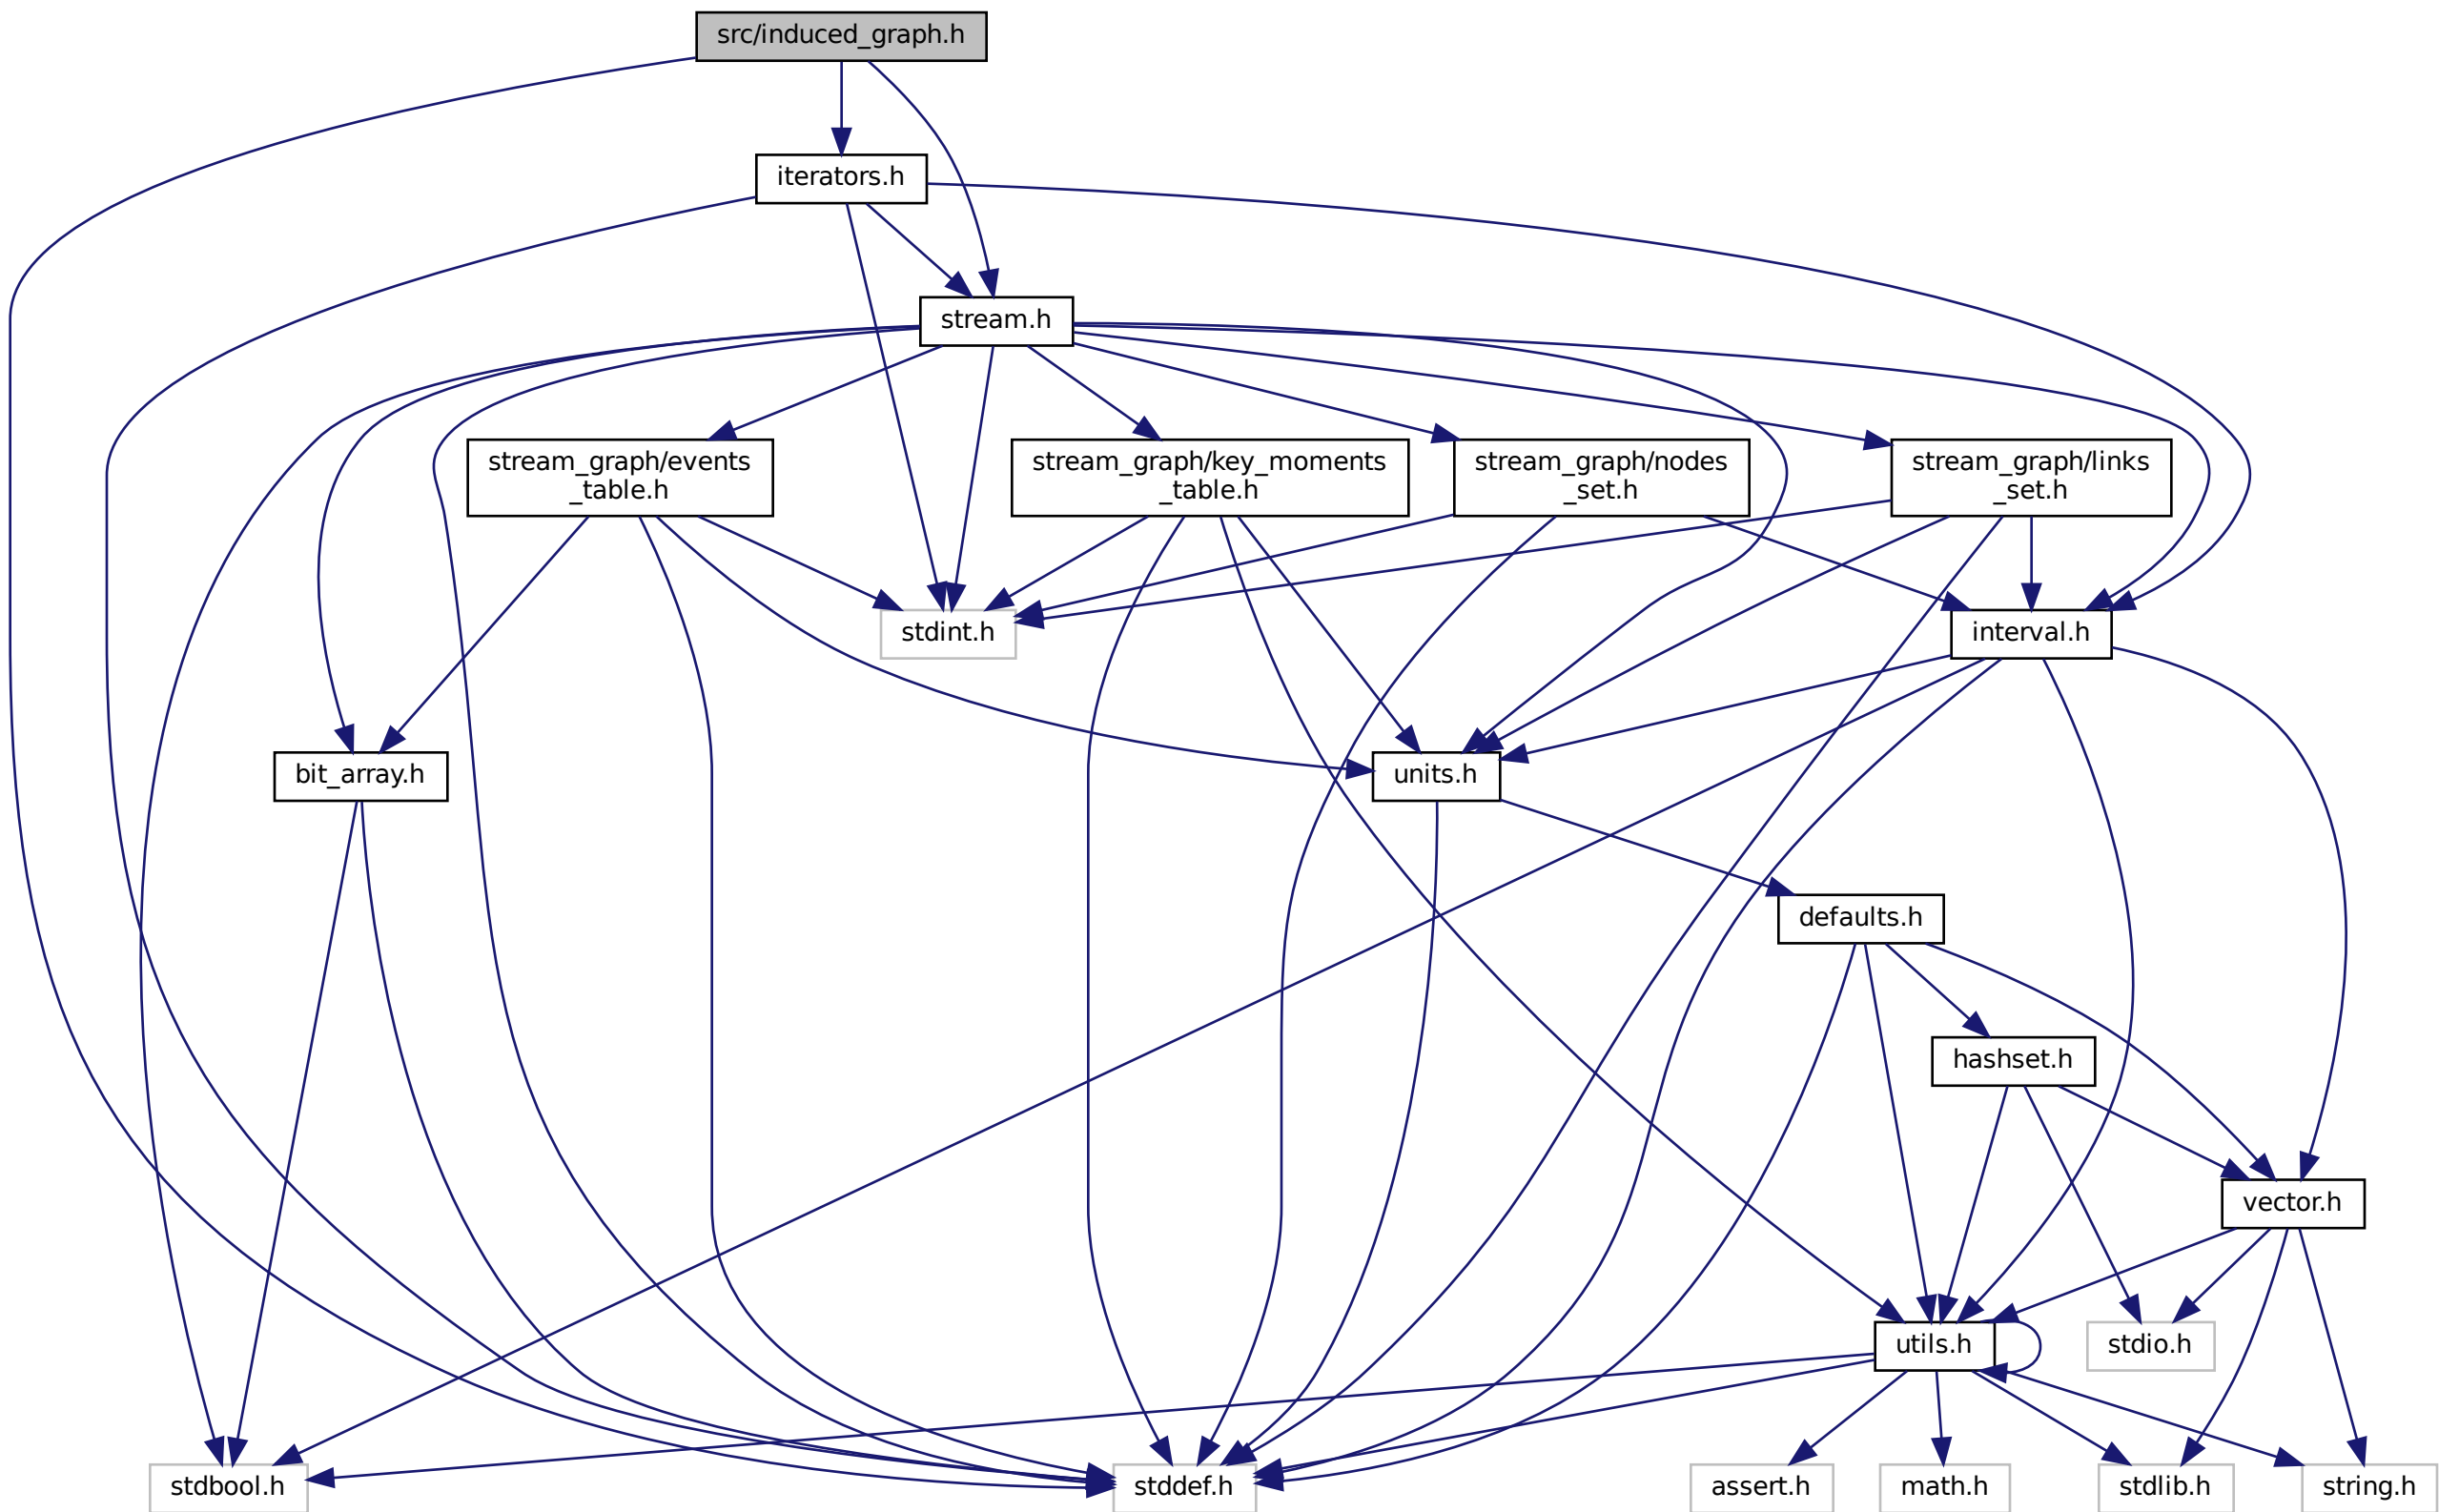 src/induced_graph.h
iterators.h
stream.h
stream_graph/events
_table.h
stream_graph/key_moments
_table.h
stream_graph/nodes
_set.h
stream_graph/links
_set.h
stdint.h
interval.h
bit_array.h
units.h
defaults.h
hashset.h
vector.h
utils.h
stdio.h
stdbool.h
stddef.h
assert.h
math.h
stdlib.h
string.h